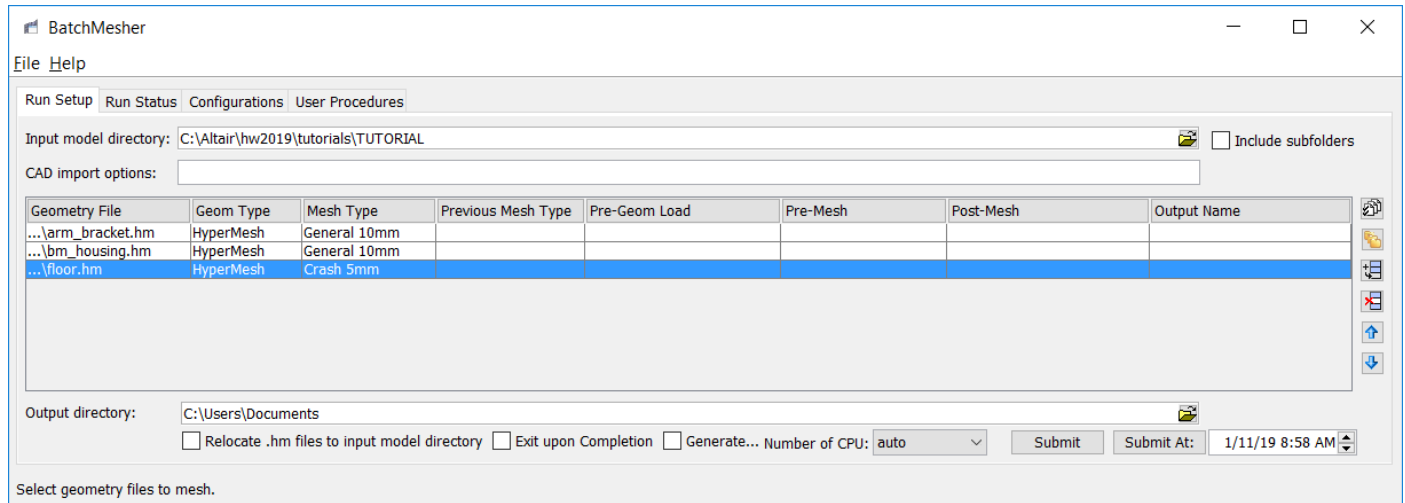 BatchMesher
File Help
Run Setup Run Status Configurations User Procedures
Input model directory: C:\Altair\hw2019\tutorials\TUTORIAL Include subfolders
CAD import options:
Geometry File Geom Type Mesh Type Previous Mesh Type Pre-Geom Load Pre-Mesh Post-Mesh Output Name
...\arm_bracket.hm HyperMesh General 10mm
...\bm_housing.hm HyperMesh General 10mm
...\floor.hm HyperMesh Crash 5mm
Output directory: C:\Users\Documents
Relocate .hm files to input model directory Exit upon Completion Generate... Number of CPU: auto Submit Submit At: 1/11/19 8:58 AM
Select geometry files to mesh.